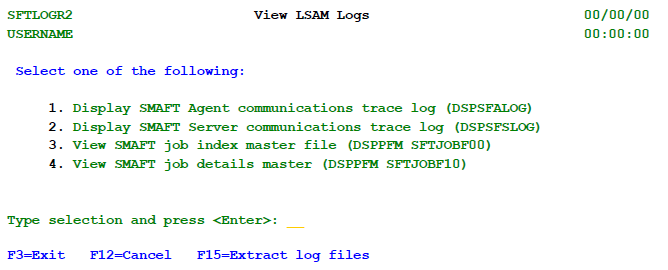 SFTLOGR2 View LSAM Logs 00/00/00
USERNAME 00:00:00
Select one of the following:
1. Display SMAFT Agent communications trace log (DSPSFALOG)
2. Display SMAFT Server communications trace log (DSPSFSLOG)
3. View SMAFT job index master file (DSPPFM SFTJOBF00)
4. View SMAFT job details master (DSPPFM SFTJOBF10)
Type selection and press <Enter>: __
F3=Exit F12=Cancel F15=Extract log files